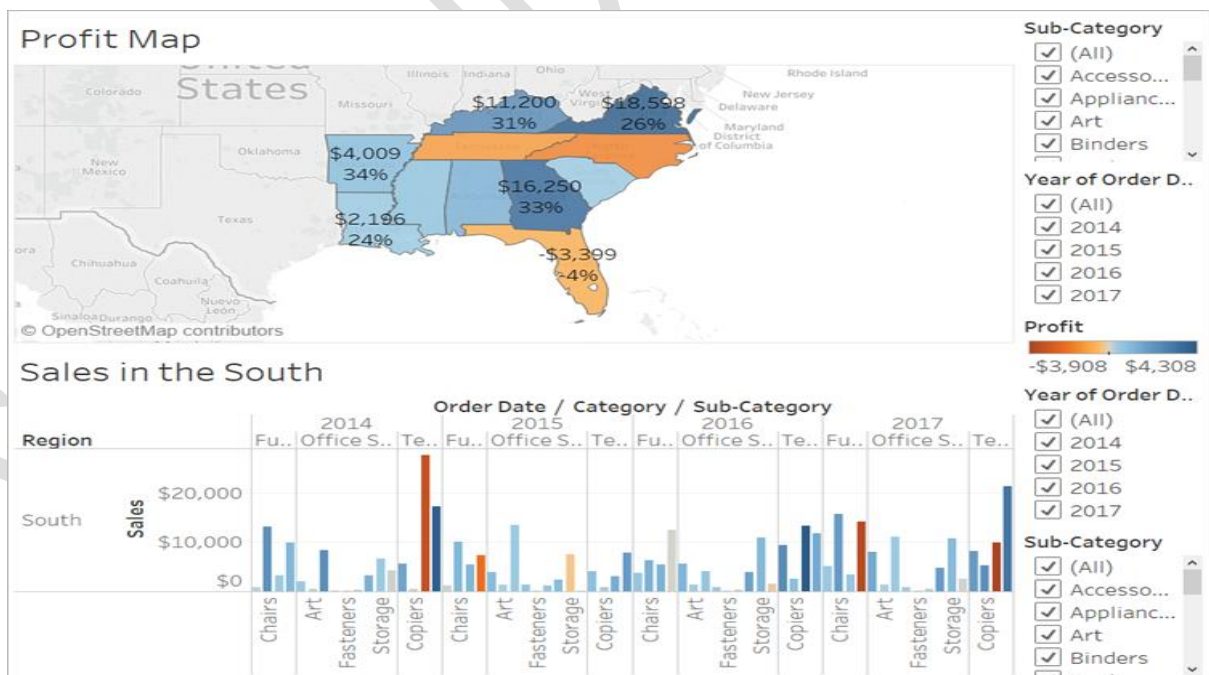 Profit Map
United
States
Colorado
Illinois
Indiana
Ohio
Missouri
West
Virginia
Rhode Island
New Jersey
Delaware
Maryland
District
of Columbia
$11,200
31%
$18,598
26%
Oklahoma
New
Mexico
$4,009
34%
Texas
$2,196
24%
$16,250
33%
-$3,399
-4%
Chihuahua
Coahuila
Nuevo
León
Sinaloa
Durango
© OpenStreetMap contributors
Sub-Category
(All)
Accesso...
Applianc...
Art
Binders
Year of Order D..
(All)
2014
2015
2016
2017
Profit
-$3,908 $4,308
Year of Order D..
(All)
2014
2015
2016
2017
Sub-Category
(All)
Accesso...
Applianc...
Art
Binders
Sales in the South
Order Date / Category / Sub-Category
2014 2015 2016 2017
Region
Fu.. Office S.. Te.. Fu.. Office S.. Te.. Fu.. Office S.. Te.. Fu.. Office S.. Te..
South
Sales
$20,000
$10,000
$0
Chairs Art Fasteners Storage Copiers Chairs Art Fasteners Storage Copiers Chairs Art Fasteners Storage Copiers Chairs Art Fasteners Storage Copiers